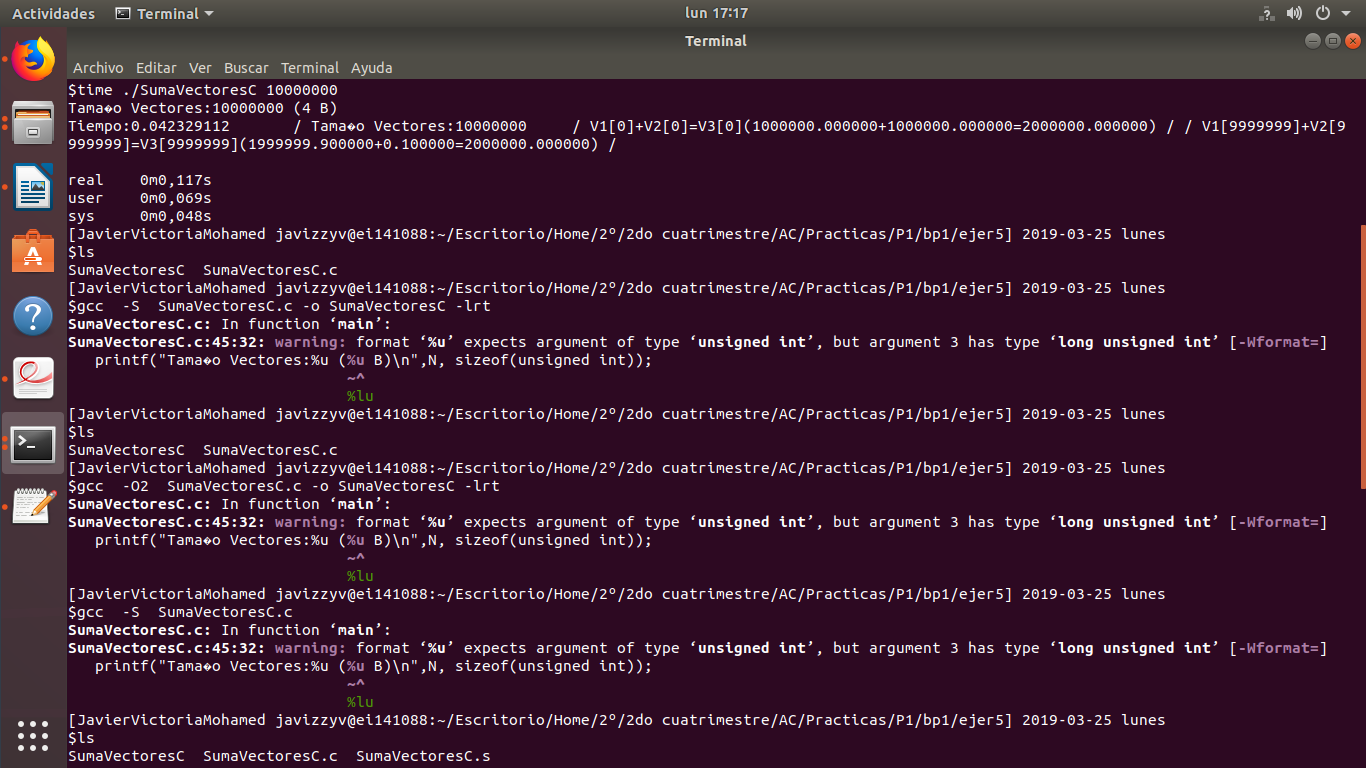 Actividades Terminal lun 17:17
Terminal
Archivo Editar Ver Buscar Terminal Ayuda
$time ./SumaVectoresC 10000000
Tama�o Vectores:10000000 (4 B)
Tiempo:0.042329112 / Tama�o Vectores:10000000 / V1[0]+V2[0]=V3[0](1000000.000000+1000000.000000=2000000.000000) / / V1[9999999]+V2[9
999999]=V3[9999999](1999999.900000+0.100000=2000000.000000) /
real 0m0,117s
user 0m0,069s
sys 0m0,048s
[JavierVictoriaMohamed javizzyv@ei141088:~/Escritorio/Home/2º/2do cuatrimestre/AC/Practicas/P1/bp1/ejer5] 2019-03-25 lunes
$ls
SumaVectoresC SumaVectoresC.c
[JavierVictoriaMohamed javizzyv@ei141088:~/Escritorio/Home/2º/2do cuatrimestre/AC/Practicas/P1/bp1/ejer5] 2019-03-25 lunes
$gcc -S SumaVectoresC.c -o SumaVectoresC -lrt
SumaVectoresC.c: In function ‘main’:
SumaVectoresC.c:45:32: warning: format ‘%u’ expects argument of type ‘unsigned int’, but argument 3 has type ‘long unsigned int’ [-Wformat=]
printf("Tama�o Vectores:%u (%u B)\n",N, sizeof(unsigned int));
~^
%lu
[JavierVictoriaMohamed javizzyv@ei141088:~/Escritorio/Home/2º/2do cuatrimestre/AC/Practicas/P1/bp1/ejer5] 2019-03-25 lunes
$ls
SumaVectoresC SumaVectoresC.c
[JavierVictoriaMohamed javizzyv@ei141088:~/Escritorio/Home/2º/2do cuatrimestre/AC/Practicas/P1/bp1/ejer5] 2019-03-25 lunes
$gcc -O2 SumaVectoresC.c -o SumaVectoresC -lrt
SumaVectoresC.c: In function ‘main’:
SumaVectoresC.c:45:32: warning: format ‘%u’ expects argument of type ‘unsigned int’, but argument 3 has type ‘long unsigned int’ [-Wformat=]
printf("Tama�o Vectores:%u (%u B)\n",N, sizeof(unsigned int));
~^
%lu
[JavierVictoriaMohamed javizzyv@ei141088:~/Escritorio/Home/2º/2do cuatrimestre/AC/Practicas/P1/bp1/ejer5] 2019-03-25 lunes
$gcc -S SumaVectoresC.c
SumaVectoresC.c: In function ‘main’:
SumaVectoresC.c:45:32: warning: format ‘%u’ expects argument of type ‘unsigned int’, but argument 3 has type ‘long unsigned int’ [-Wformat=]
printf("Tama�o Vectores:%u (%u B)\n",N, sizeof(unsigned int));
~^
%lu
[JavierVictoriaMohamed javizzyv@ei141088:~/Escritorio/Home/2º/2do cuatrimestre/AC/Practicas/P1/bp1/ejer5] 2019-03-25 lunes
$ls
SumaVectoresC SumaVectoresC.c SumaVectoresC.s